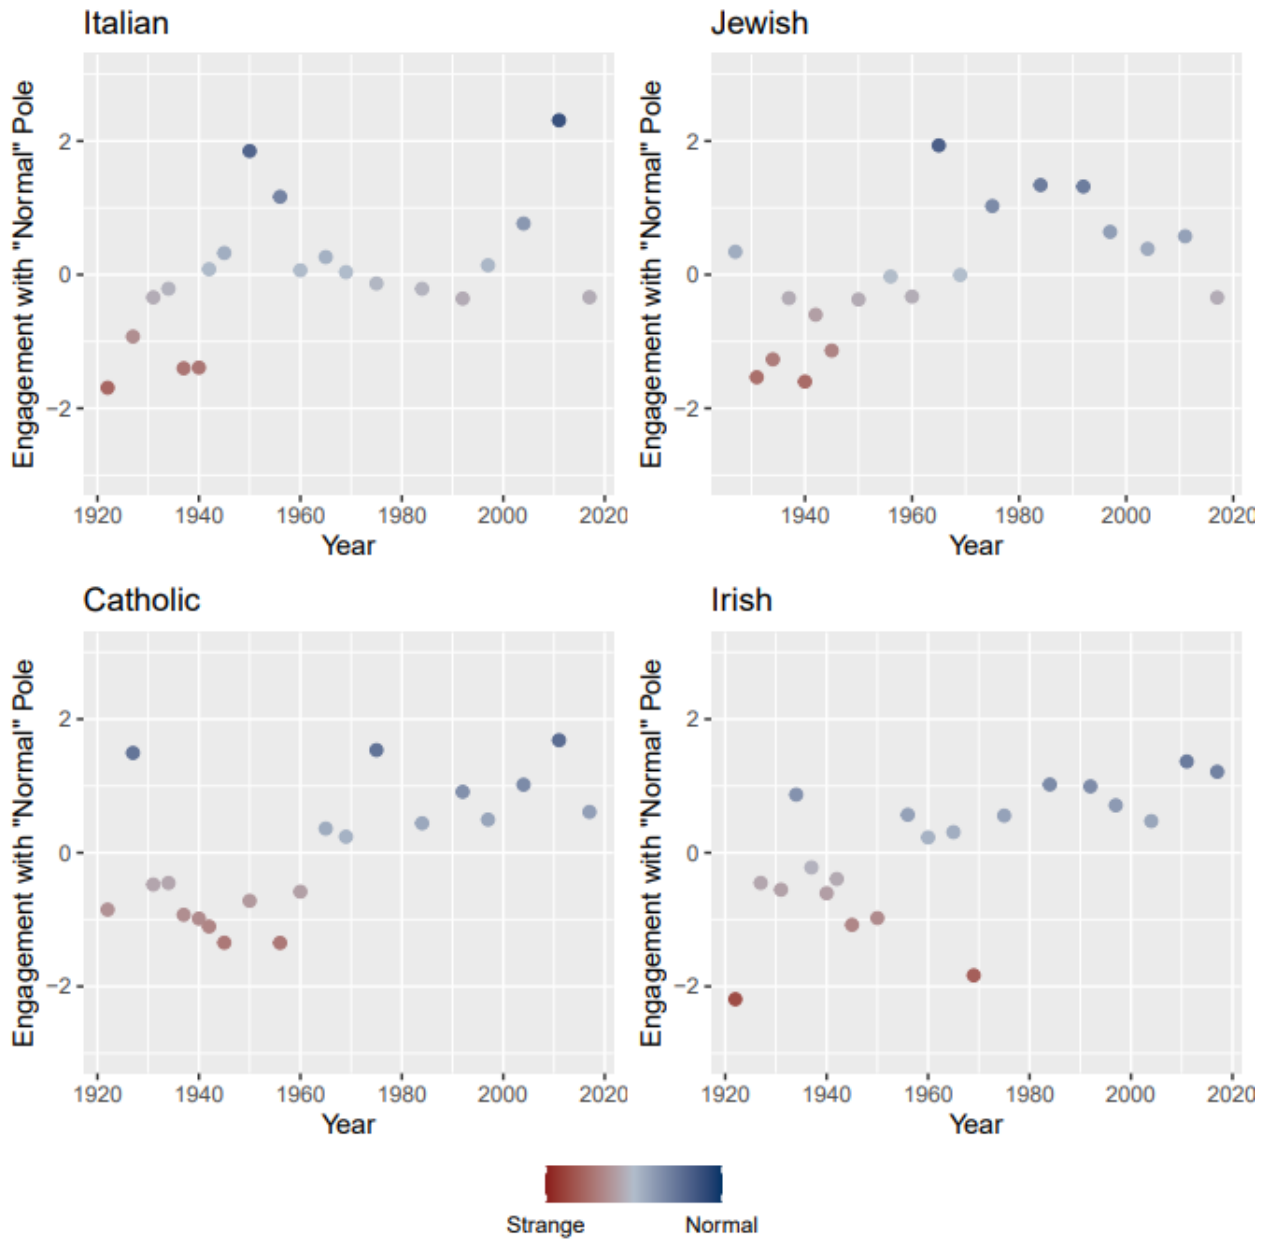 Italian
Jewish
Engagement with "Normal" Pole
2
0
−2
1920 1940 1960 1980 2000 2020
Year
Engagement with "Normal" Pole
2
0
−2
1940 1960 1980 2000 2020
Year
Catholic
Irish
Engagement with "Normal" Pole
2
0
−2
1920 1940 1960 1980 2000 2020
Year
Engagement with "Normal" Pole
2
0
−2
1920 1940 1960 1980 2000 2020
Year
Strange Normal